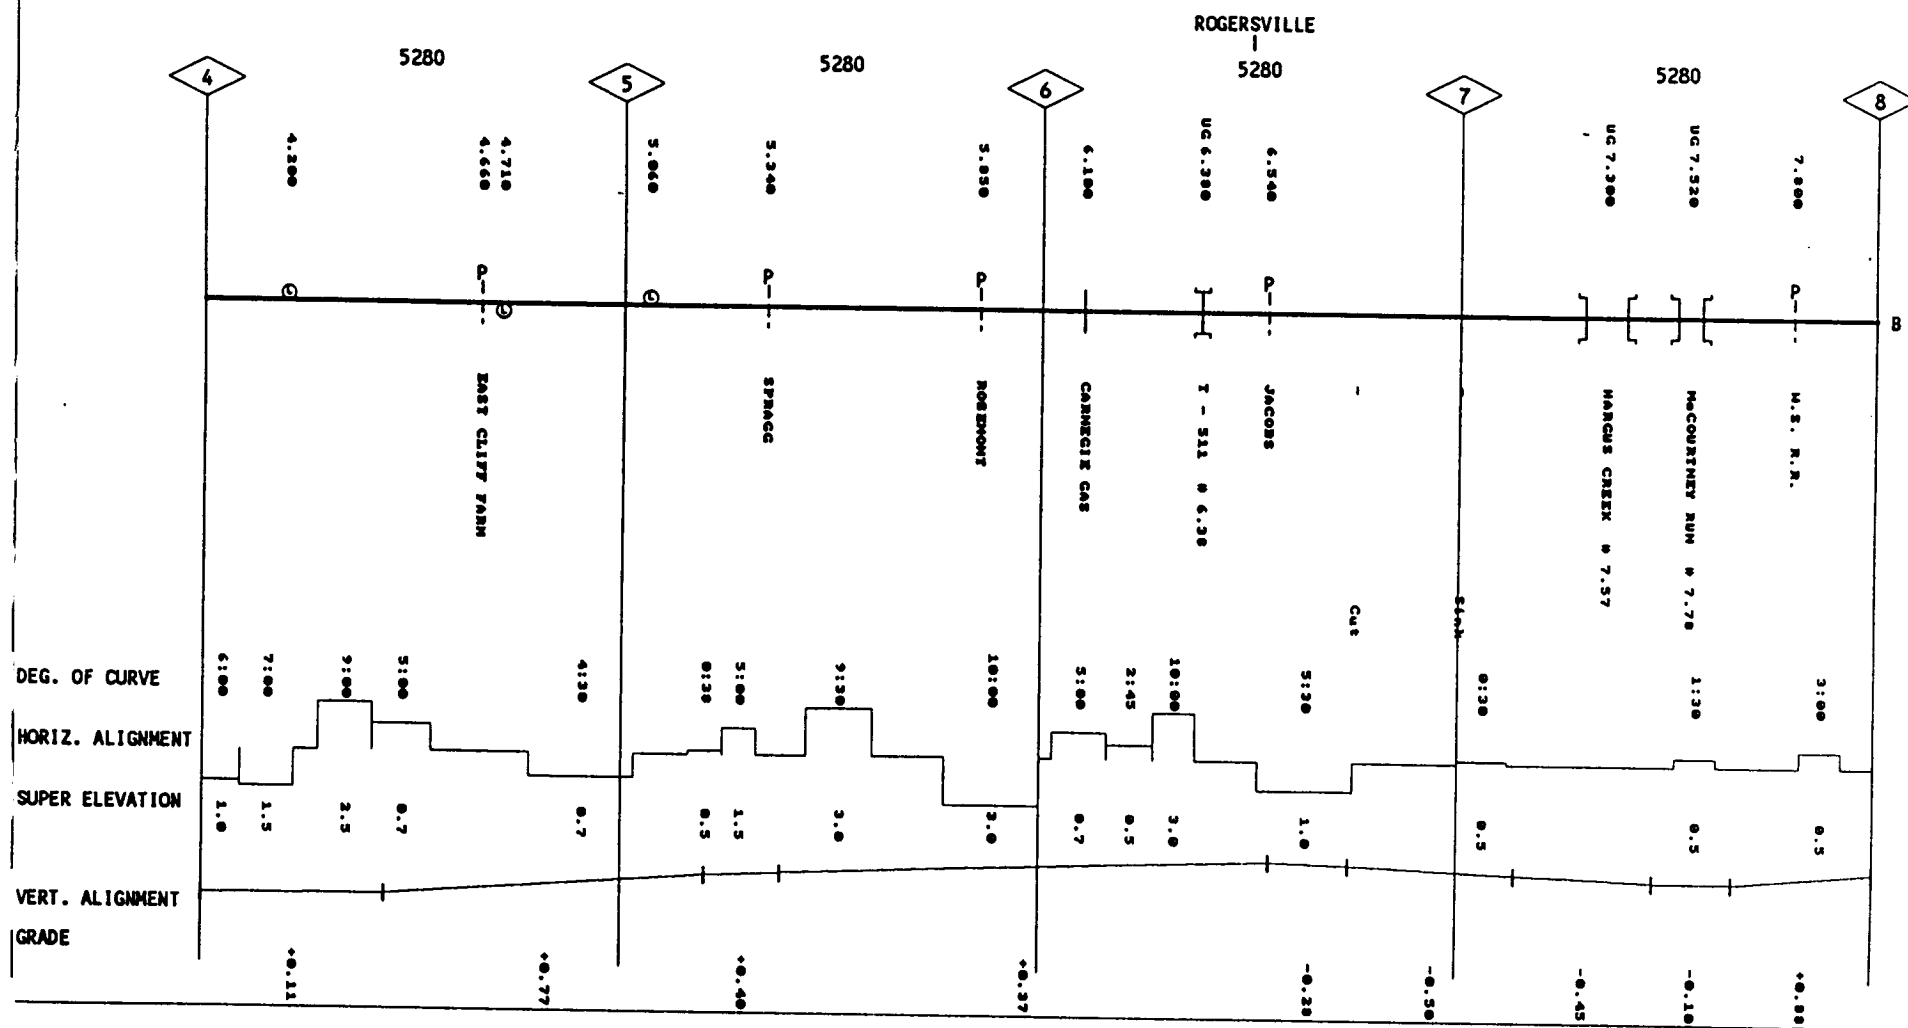 ROGERSVILLE
5280 5280 5280 5280
4 5 6 7 8
4.200 4.660 4.710 5.060 5.340 5.850 6.100 UG 6.380 6.540 UG 7.300 UG 7.520 7.800
P P P P P B
EAST CLIFF FARM
SPRAGG
ROSEMONT
CARNEGIE GAS
T - 511 # 6.38
JACOBS
HARGUS CREEK # 7.57
McCOURTNEY RUN # 7.78
M.S. R.R.
Cut
DEG. OF CURVE 6:00 7:00 9:00 5:00 4:30 0:30 5:00 9:30 10:00 5:00 2:45 10:00 5:30 0:30 1:30 3:00
HORIZ. ALIGNMENT
SUPER ELEVATION 1.0 1.5 2.5 0.7 0.7 0.5 1.5 3.0 3.0 0.7 0.5 3.0 1.0 0.5 0.5 0.5
VERT. ALIGNMENT
GRADE +0.11 +0.77 +0.40 +0.37 -0.28 -0.50 -0.45 -0.10